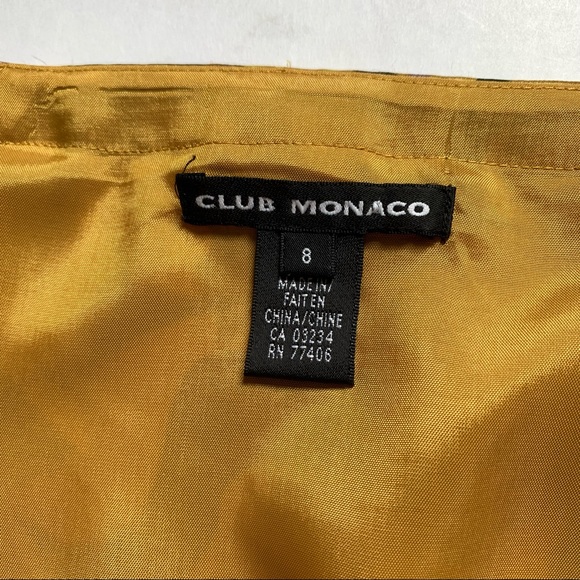 CLUB MONACO
8
MADE IN/
FAIT EN
CHINA/CHINE
CA 03234
RN 77406